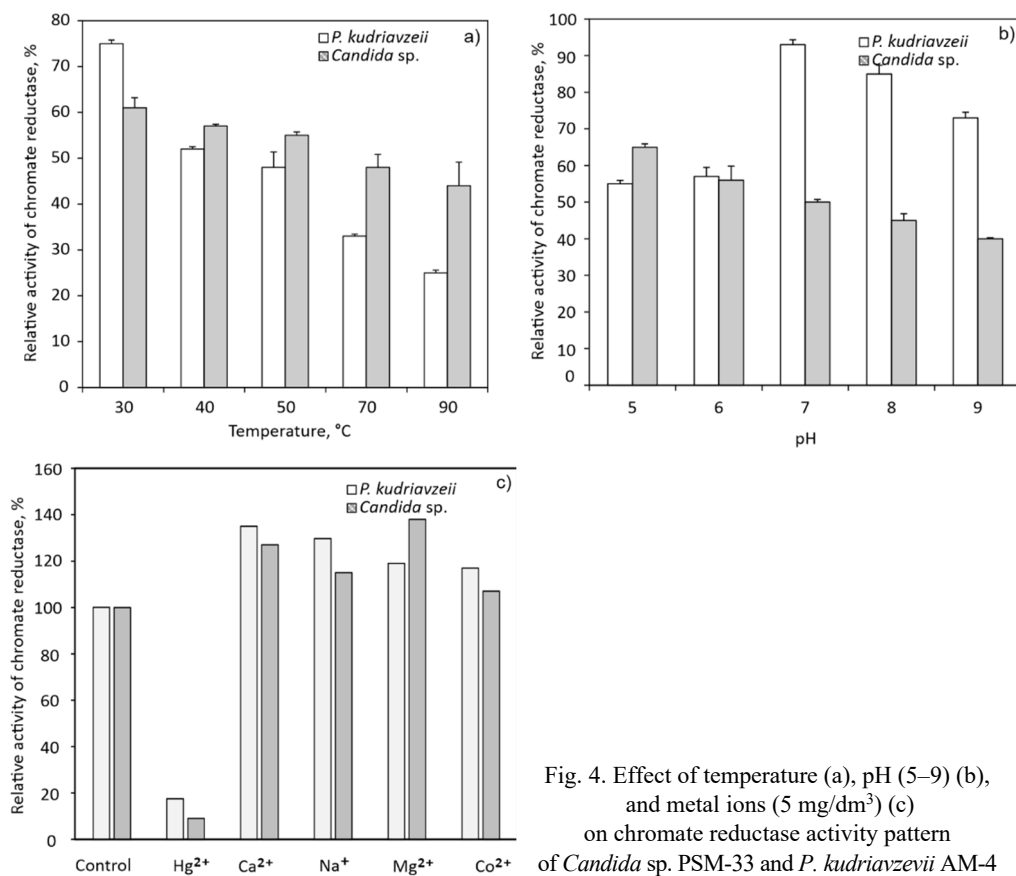 80
70
60
50
40
30
20
10
0
Relative activity of chromate reductase, %
P. kudriavzeii
Candida sp.
a)
30 40 50 70 90
Temperature, °C
100
90
80
70
60
50
40
30
20
10
0
Relative activity of chromate reductase, %
P. kudriavzeii
Candida sp.
b)
5 6 7 8 9
pH
160
140
120
100
80
60
40
20
0
Relative activity of chromate reductase, %
P. kudriavzeii
Candida sp.
c)
Control Hg²⁺ Ca²⁺ Na⁺ Mg²⁺ Co²⁺
Fig. 4. Effect of temperature (a), pH (5–9) (b),
and metal ions (5 mg/dm³) (c)
on chromate reductase activity pattern
of Candida sp. PSM-33 and P. kudriavzevii AM-4